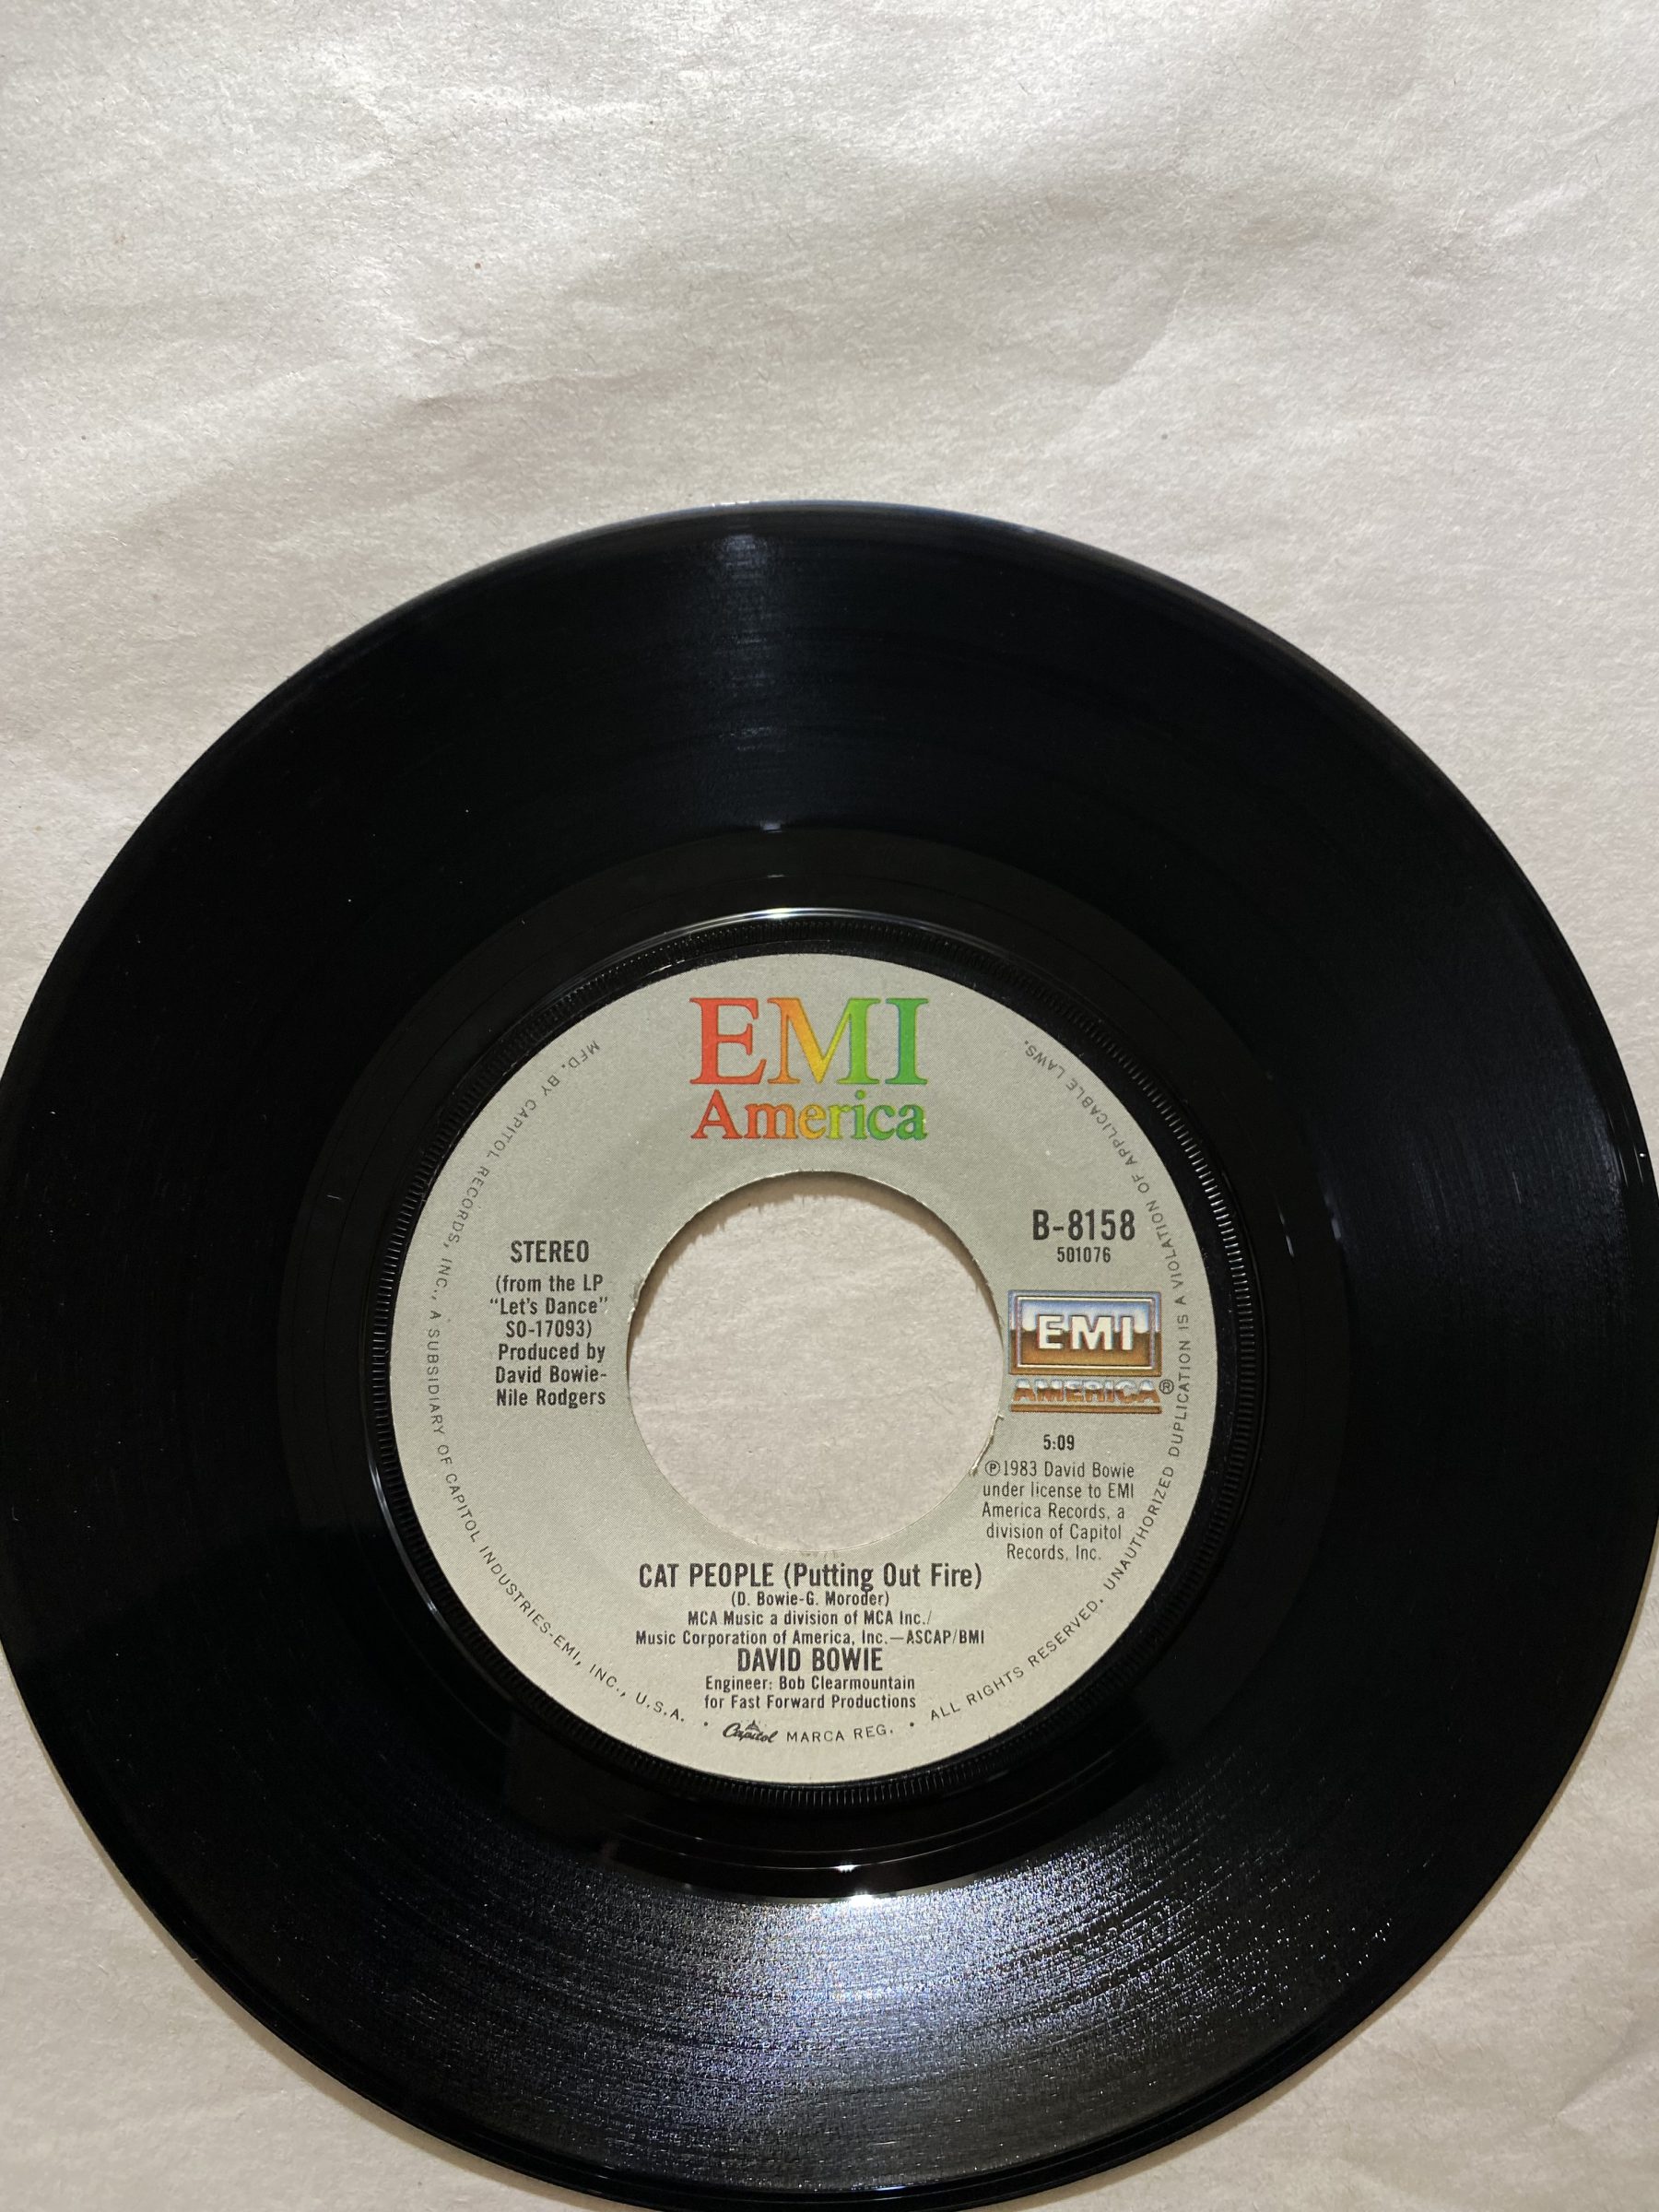 EMI
America
STEREO
(from the LP
"Let's Dance"
SO-17093)
Produced by
David Bowie-
Nile Rodgers
B-8158
501076
EMI
AMERICA®
5:09
℗1983 David Bowie
under license to EMI
America Records, a
division of Capitol
Records, Inc.
CAT PEOPLE (Putting Out Fire)
(D. Bowie-G. Moroder)
MCA Music a division of MCA Inc./
Music Corporation of America, Inc.—ASCAP/BMI
DAVID BOWIE
Engineer: Bob Clearmountain
for Fast Forward Productions
MFD. BY CAPITOL RECORDS, INC., A SUBSIDIARY OF CAPITOL INDUSTRIES-EMI, INC., U.S.A. • Capitol MARCA REG. • ALL RIGHTS RESERVED. UNAUTHORIZED DUPLICATION IS A VIOLATION OF APPLICABLE LAWS.